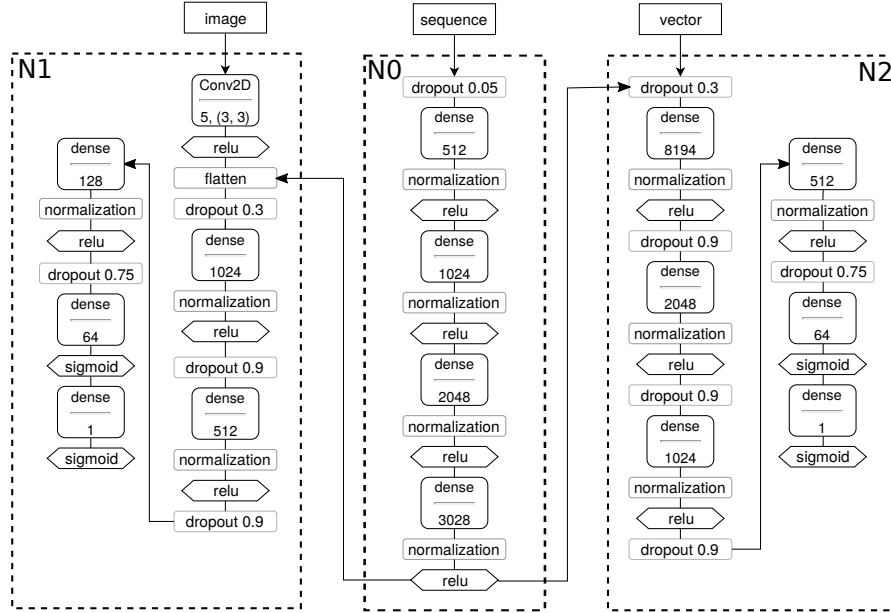 image
sequence
vector
N1
Conv2D
5, (3, 3)
relu
flatten
dropout 0.3
dense
1024
normalization
relu
dropout 0.9
dense
512
normalization
relu
dropout 0.9
dense
128
normalization
relu
dropout 0.75
dense
64
sigmoid
dense
1
sigmoid
N0
dropout 0.05
dense
512
normalization
relu
dense
1024
normalization
relu
dense
2048
normalization
relu
dense
3028
normalization
relu
N2
dropout 0.3
dense
8194
normalization
relu
dropout 0.9
dense
2048
normalization
relu
dropout 0.9
dense
1024
normalization
relu
dropout 0.9
dense
512
normalization
relu
dropout 0.75
dense
64
sigmoid
dense
1
sigmoid